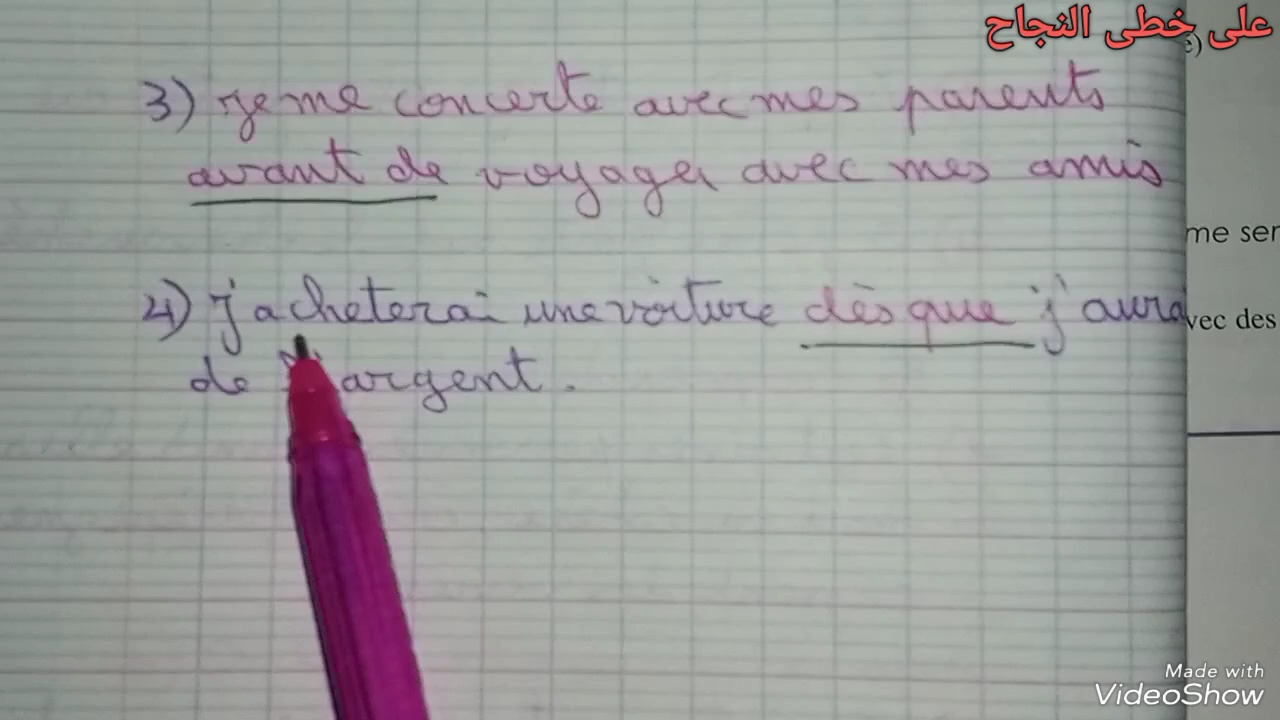 على خطى النجاح
3) Je me concerte avec mes parents
avant de voyager avec mes amis
4) j'achèterai une voiture dès que j'aura
de argent.
e)
me ser
vec des
Made with
VideoShow